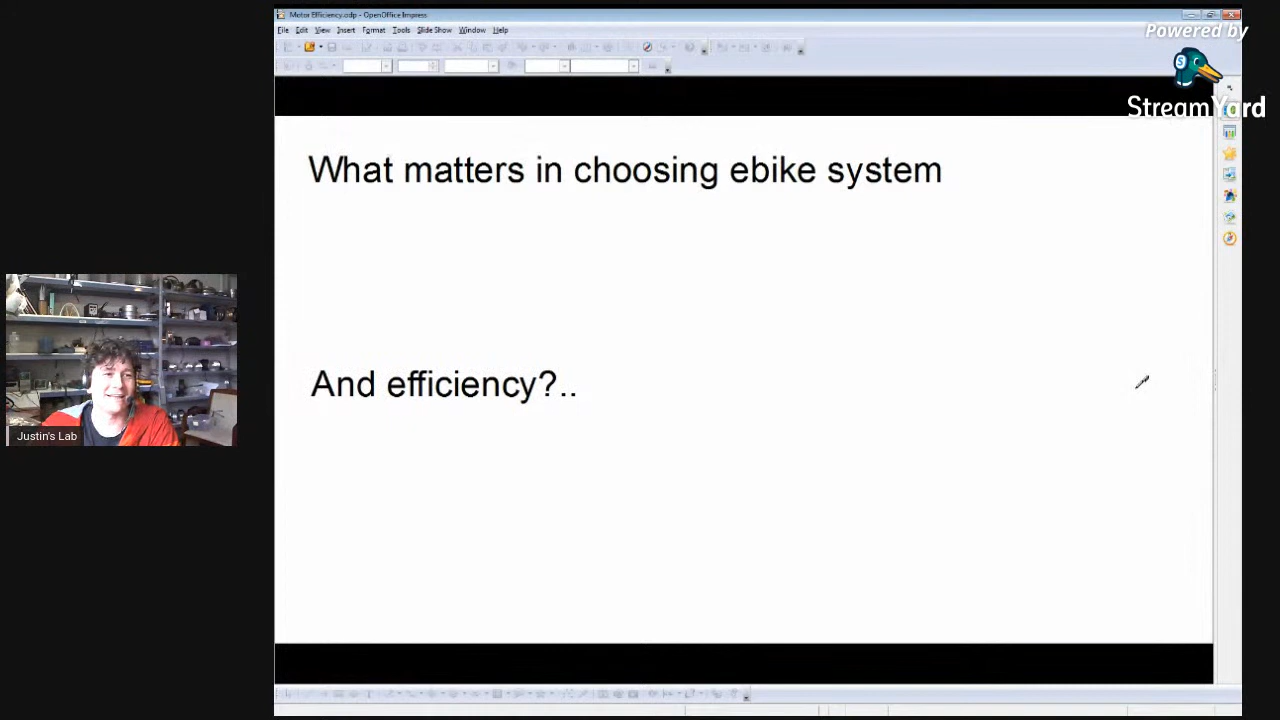 Motor Efficiency.odp - OpenOffice Impress
File Edit View Insert Format Tools Slide Show Window Help
Powered by
StreamYard
What matters in choosing ebike system
And efficiency?..
Justin's Lab